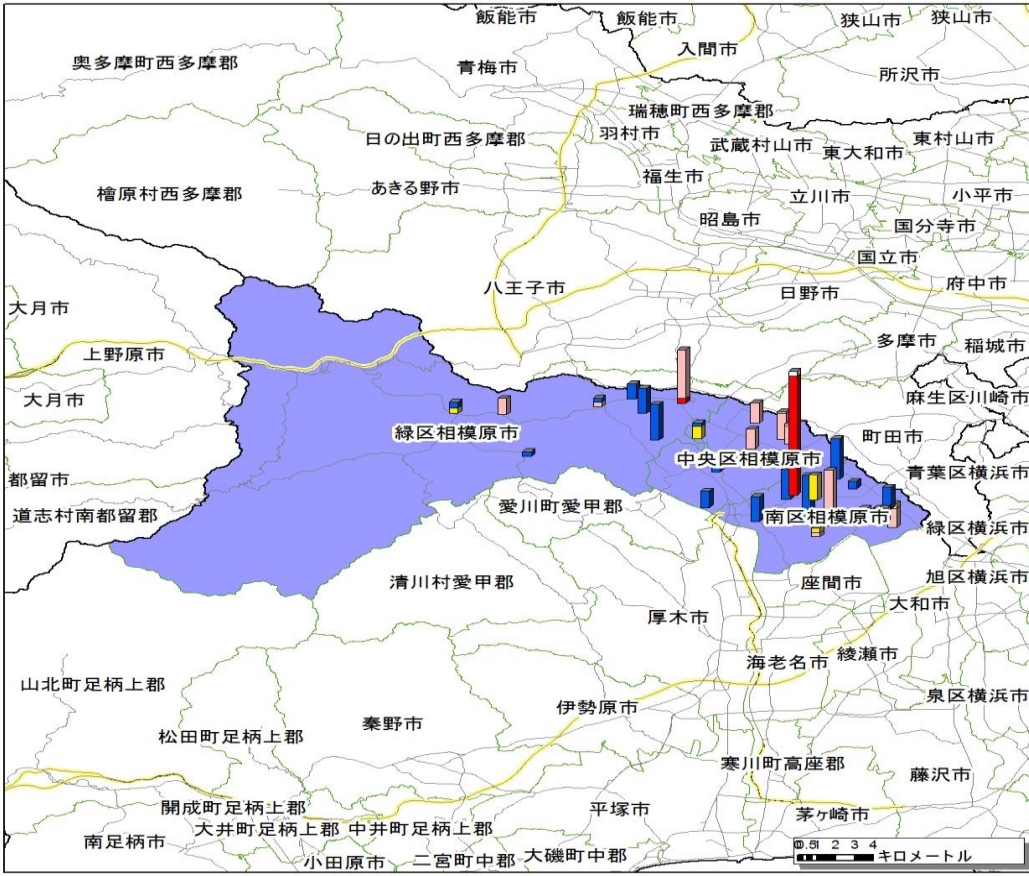 飯能市
飯能市
狭山市
狭山市
入間市
奥多摩町西多摩郡
青梅市
所沢市
瑞穂町西多摩郡
羽村市
日の出町西多摩郡
武蔵村山市
東大和市
東村山市
福生市
あきる野市
檜原村西多摩郡
立川市
小平市
昭島市
国分寺市
国立市
八王子市
日野市
府中市
大月市
多摩市
稲城市
上野原市
大月市
麻生区川崎市
緑区相模原市
町田市
中央区相模原市
都留市
青葉区横浜市
愛川町愛甲郡
道志村南都留郡
南区相模原市
緑区横浜市
清川村愛甲郡
座間市
旭区横浜市
大和市
厚木市
綾瀬市
海老名市
山北町足柄上郡
泉区横浜市
伊勢原市
秦野市
松田町足柄上郡
寒川町高座郡
藤沢市
開成町足柄上郡
平塚市
茅ヶ崎市
大井町足柄上郡 中井町足柄上郡
南足柄市
小田原市
二宮町中郡
大磯町中郡
0 0.5 1 2 3 4
キロメートル